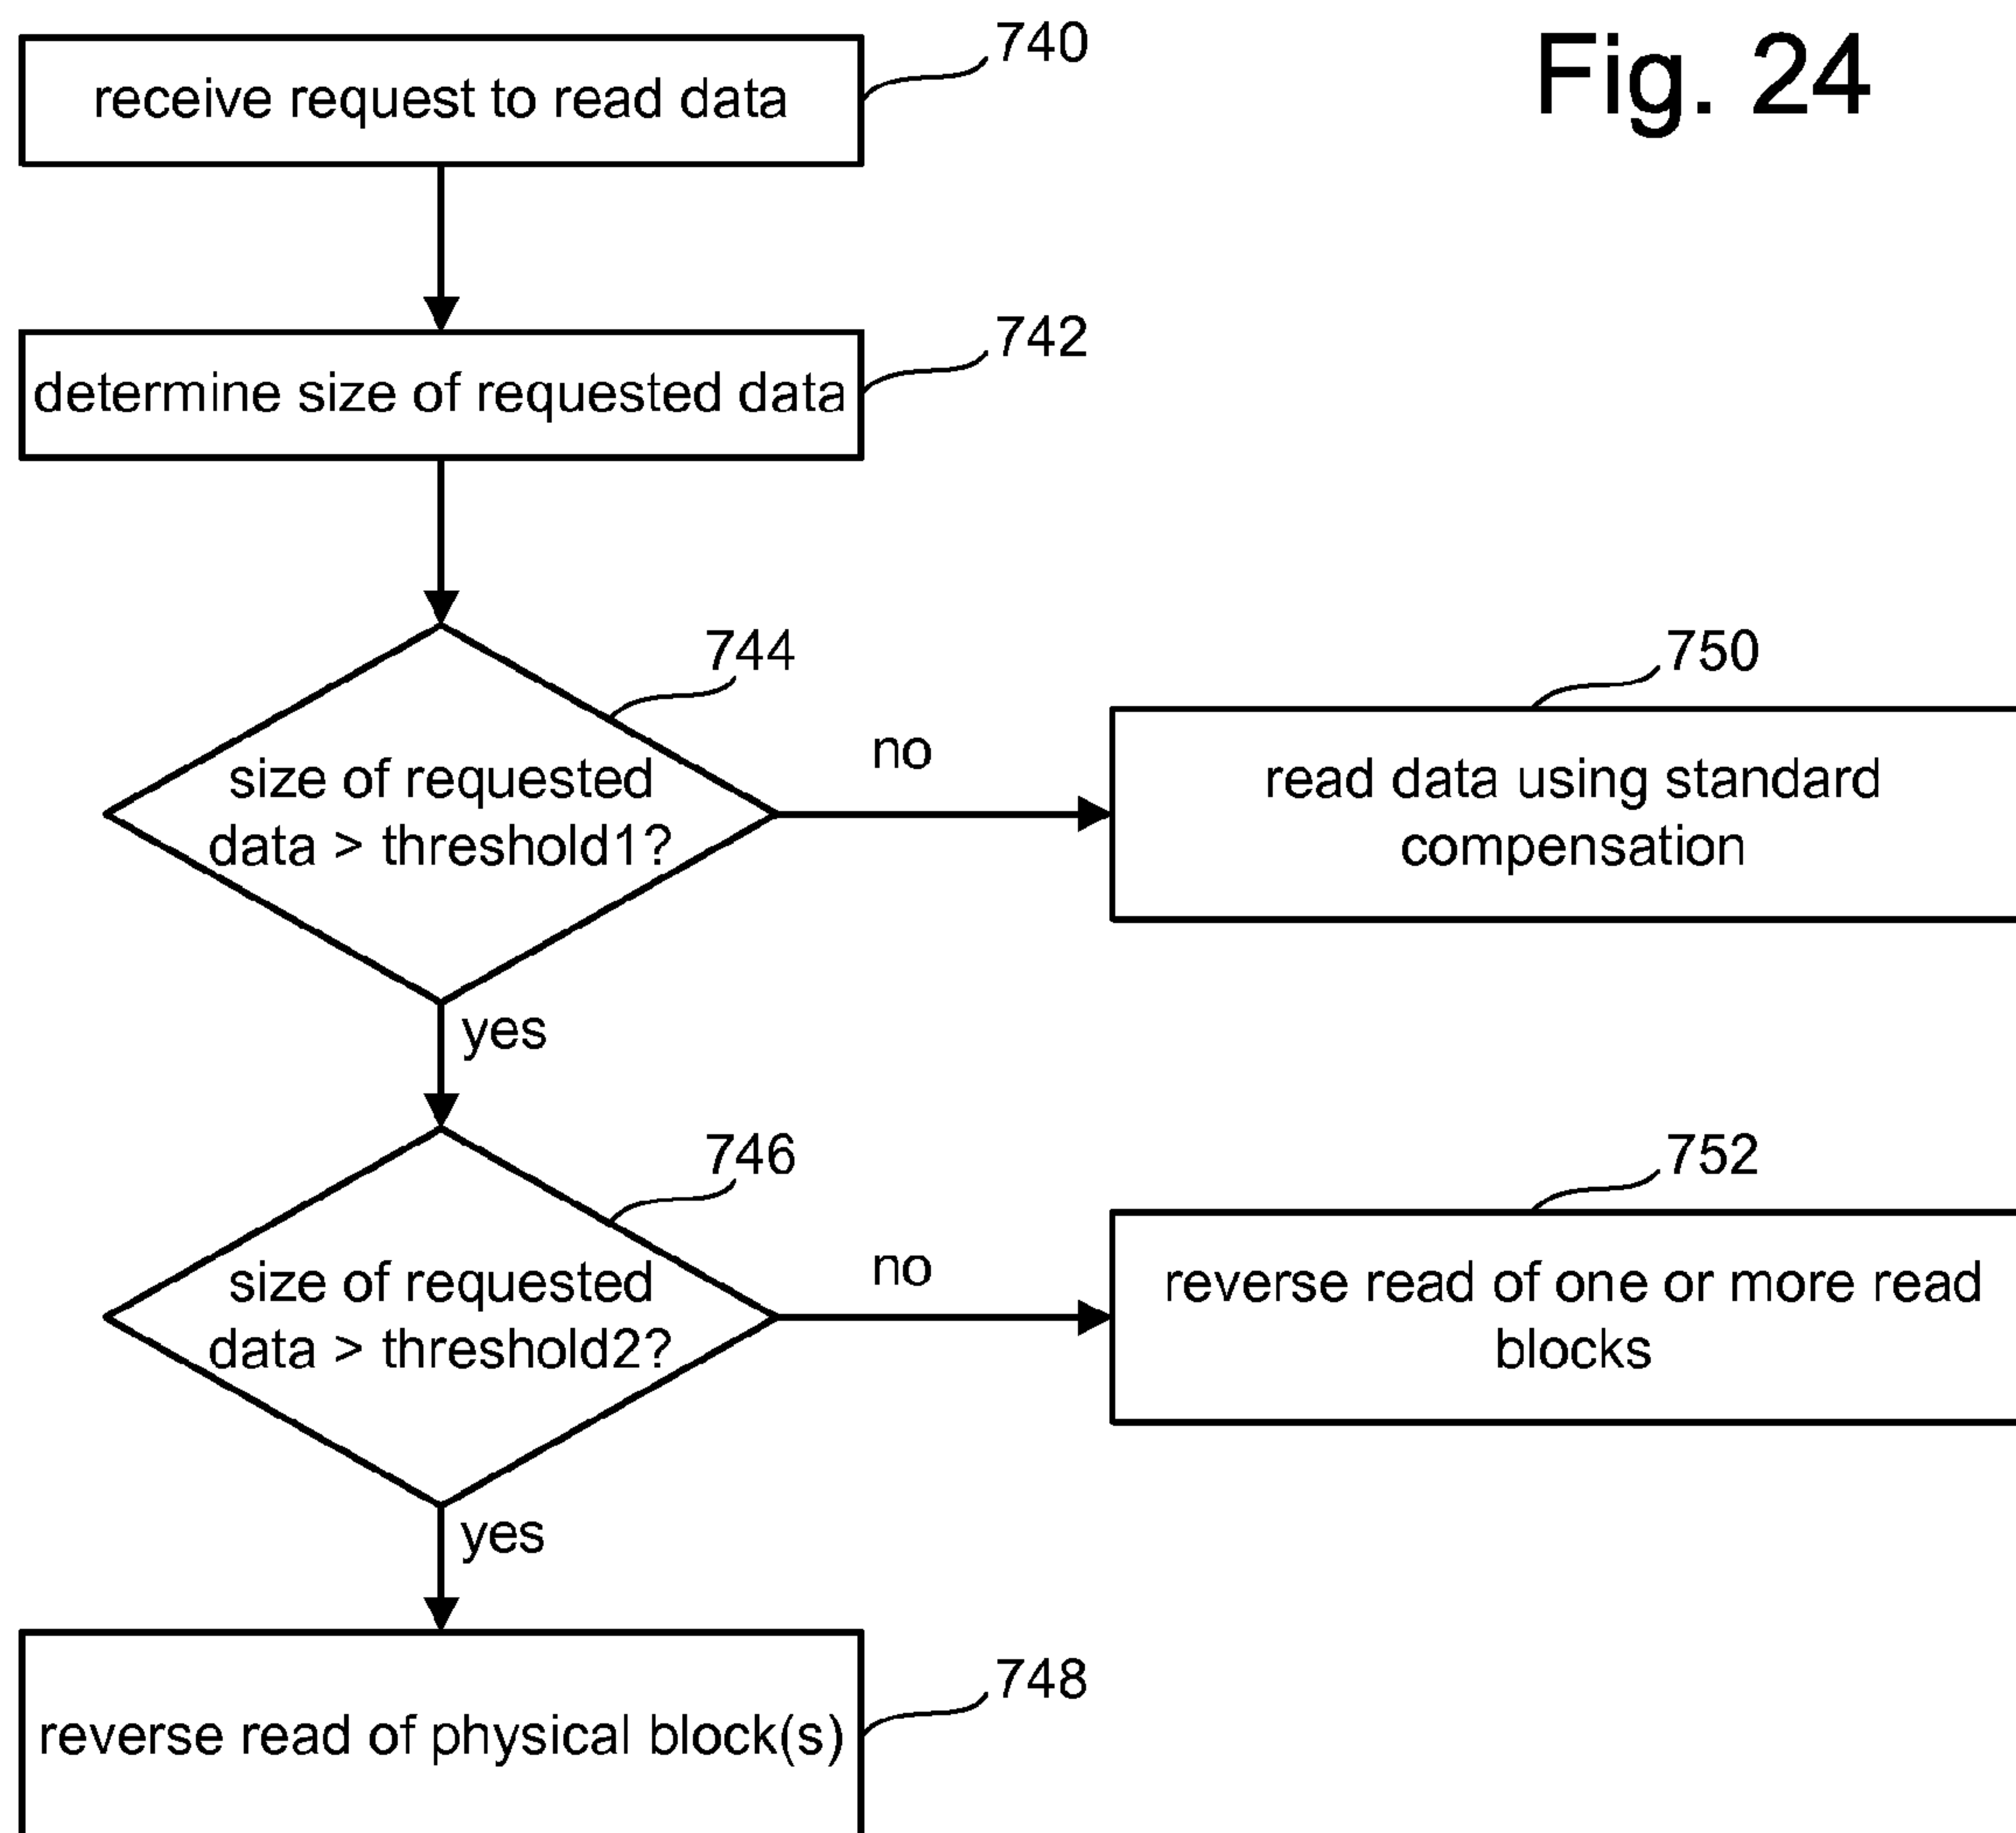 Fig. 24
740
receive request to read data
742
determine size of requested data
744
size of requested
data > threshold1?
no
750
read data using standard
compensation
yes
746
size of requested
data > threshold2?
no
752
reverse read of one or more read
blocks
yes
748
reverse read of physical block(s)